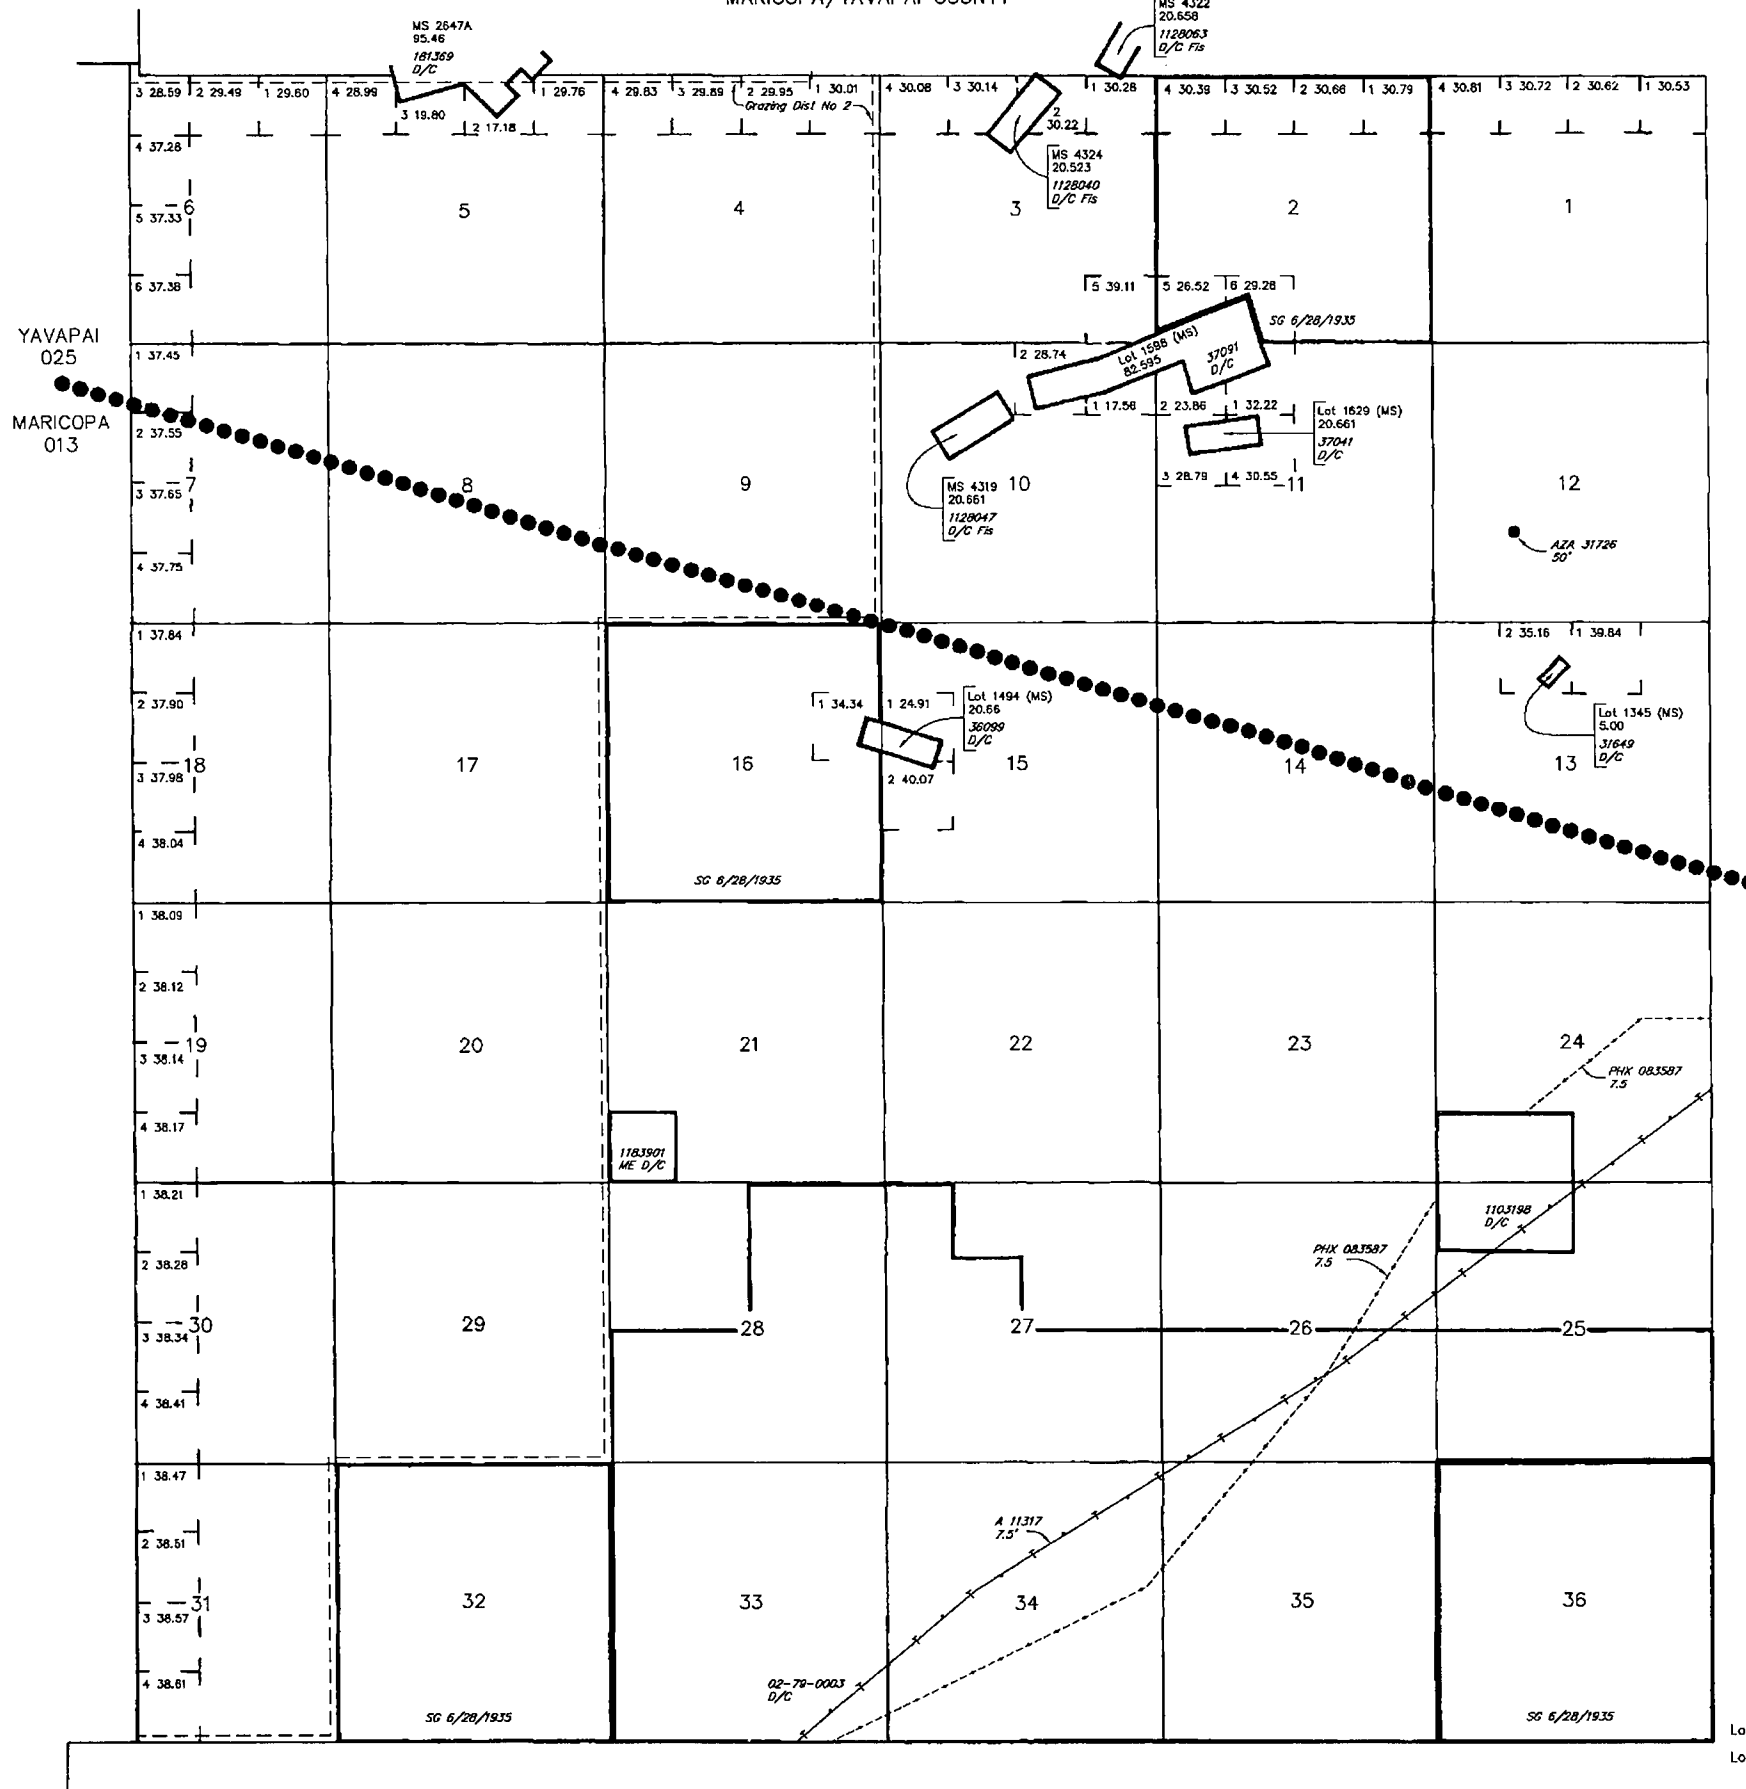 MARICOPA/YAVAPAI COUNTY
MS 4322
20.658
1128063
D/C Fis
MS 2647A
95.46
181369
D/C
3 28.59 2 29.49 1 29.60 4 28.99 1 29.76 4 29.83 3 29.89 2 29.95 1 30.01 4 30.08 3 30.14 1 30.28 4 30.39 3 30.52 2 30.66 1 30.79 4 30.81 3 30.72 2 30.62 1 30.53
Grazing Dist No 2
3 19.80
2 17.18
2
30.22
4 37.28
MS 4324
20.523
1128040
D/C Fis
5 37.33
6 5 4 3 2 1
6 37.38
5 39.11 5 26.52 6 29.28
SG 6/28/1935
YAVAPAI
025
MARICOPA
013
1 37.45
2 28.74
Lot 1598 (MS)
82.595
37091
D/C
1 17.56 2 23.86 1 32.22
Lot 1629 (MS)
20.661
37041
D/C
2 37.55
3 37.65
7 8 9 10 11 12
3 28.79 4 30.55
MS 4319
20.661
1128047
D/C Fis
AZA 31726
50'
4 37.75
1 37.84
2 35.16 1 39.84
2 37.90
1 34.34 1 24.91
Lot 1494 (MS)
20.66
36099
D/C
Lot 1345 (MS)
5.00
31649
D/C
3 37.98
18 17 16 15 14 13
2 40.07
4 38.04
SG 6/28/1935
1 38.09
2 38.12
3 38.14
19 20 21 22 23 24
PHX 083587
7.5
4 38.17
1183901
ME D/C
1 38.21
1103198
D/C
PHX 083587
7.5
2 38.28
3 38.34
30 29 28 27 26 25
4 38.41
1 38.47
A 11317
7.5'
2 38.51
3 38.57
31 32 33 34 35 36
4 38.61
02-79-0003
D/C
SG 6/28/1935
SG 6/28/1935
Lo
Lo